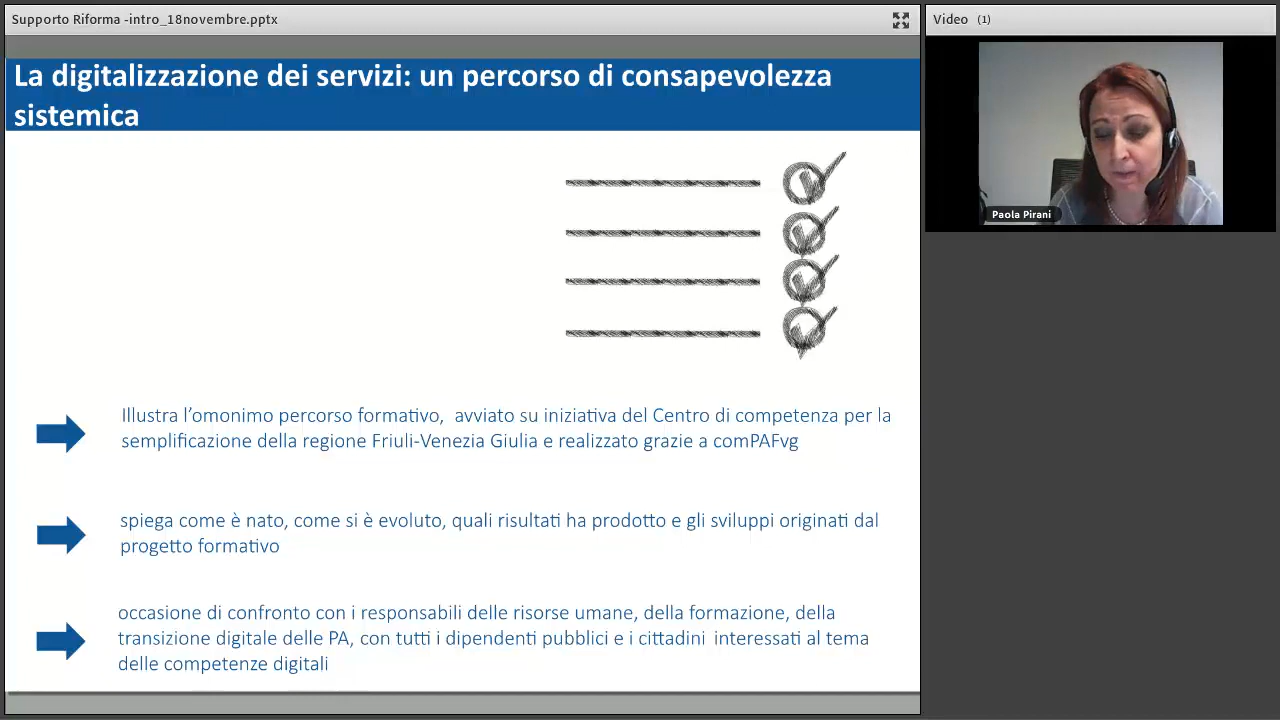 Supporto Riforma -intro_18novembre.pptx
Video (1)
La digitalizzazione dei servizi: un percorso di consapevolezza
sistemica
Paola Pirani
Illustra l’omonimo percorso formativo, avviato su iniziativa del Centro di competenza per la
semplificazione della regione Friuli-Venezia Giulia e realizzato grazie a comPAFvg
spiega come è nato, come si è evoluto, quali risultati ha prodotto e gli sviluppi originati dal
progetto formativo
occasione di confronto con i responsabili delle risorse umane, della formazione, della
transizione digitale delle PA, con tutti i dipendenti pubblici e i cittadini interessati al tema
delle competenze digitali